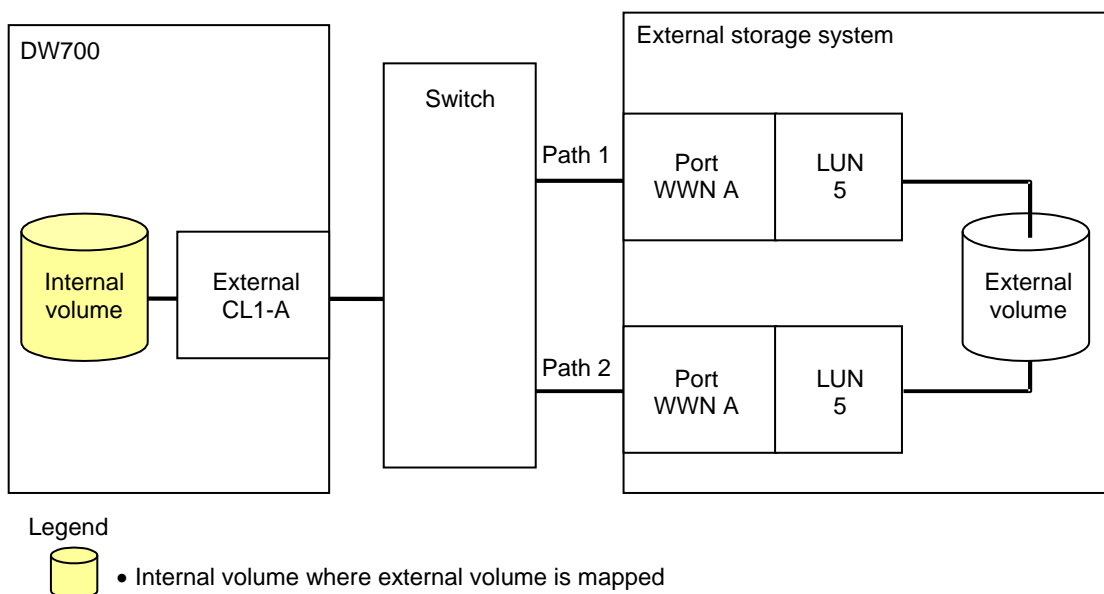 DW700
External storage system
Switch
Path 1
Port
WWN A
LUN
5
Internal
volume
External
CL1-A
External
volume
Path 2
Port
WWN A
LUN
5
Legend
• Internal volume where external volume is mapped